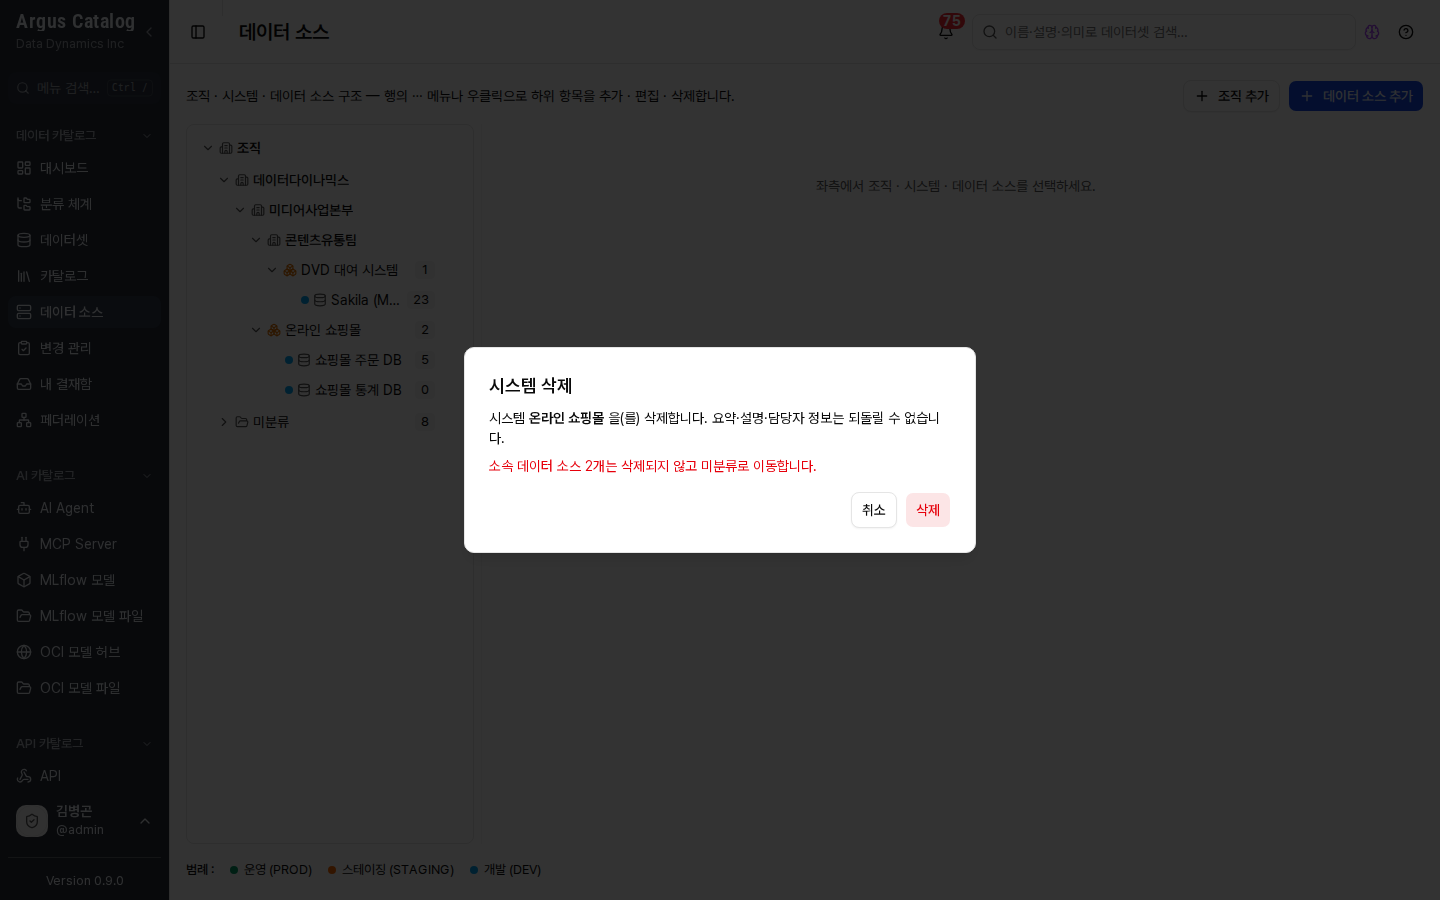 Argus Catalog
Data Dynamics Inc
메뉴 검색... Ctrl /
데이터 카탈로그
대시보드
분류 체계
데이터셋
카탈로그
데이터 소스
변경 관리
내 결재함
페더레이션
AI 카탈로그
AI Agent
MCP Server
MLflow 모델
MLflow 모델 파일
OCI 모델 허브
OCI 모델 파일
API 카탈로그
API
김병곤
@admin
Version 0.9.0
데이터 소스
75
이름·설명·의미로 데이터셋 검색...
조직 · 시스템 · 데이터 소스 구조 — 행의 ··· 메뉴나 우클릭으로 하위 항목을 추가 · 편집 · 삭제합니다.
조직 추가
데이터 소스 추가
조직
데이터다이나믹스
미디어사업본부
콘텐츠유통팀
DVD 대여 시스템 1
Sakila (M... 23
온라인 쇼핑몰 2
쇼핑몰 주문 DB 5
쇼핑몰 통계 DB 0
미분류 8
좌측에서 조직 · 시스템 · 데이터 소스를 선택하세요.
시스템 삭제
시스템 온라인 쇼핑몰 을(를) 삭제합니다. 요약·설명·담당자 정보는 되돌릴 수 없습니
다.
소속 데이터 소스 2개는 삭제되지 않고 미분류로 이동합니다.
취소
삭제
범례 : 운영 (PROD) 스테이징 (STAGING) 개발 (DEV)